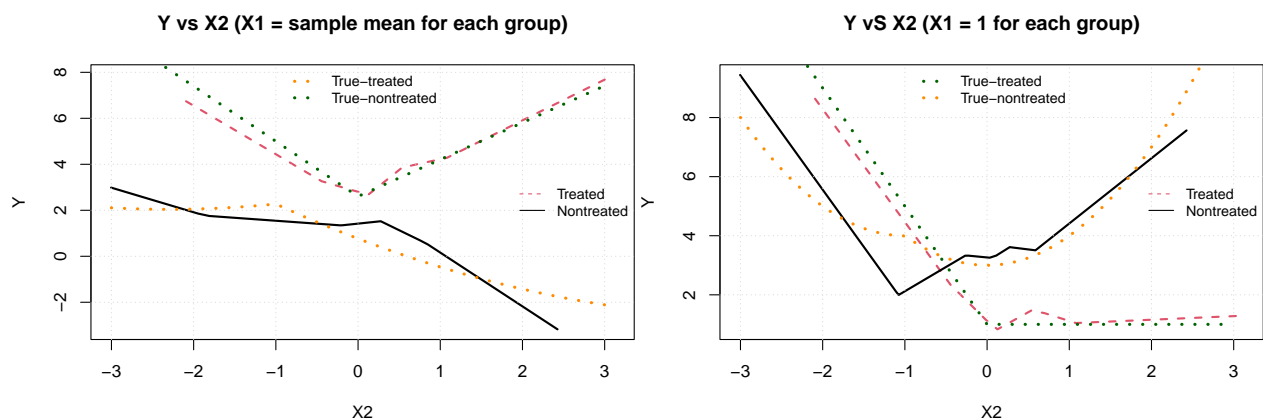 Y vs X2 (X1 = sample mean for each group)
8
6
4
2
0
−2
Y
True−treated
True−nontreated
Treated
Nontreated
−3 −2 −1 0 1 2 3
X2
Y vS X2 (X1 = 1 for each group)
8
6
4
2
Y
True−treated
True−nontreated
Treated
Nontreated
−3 −2 −1 0 1 2 3
X2